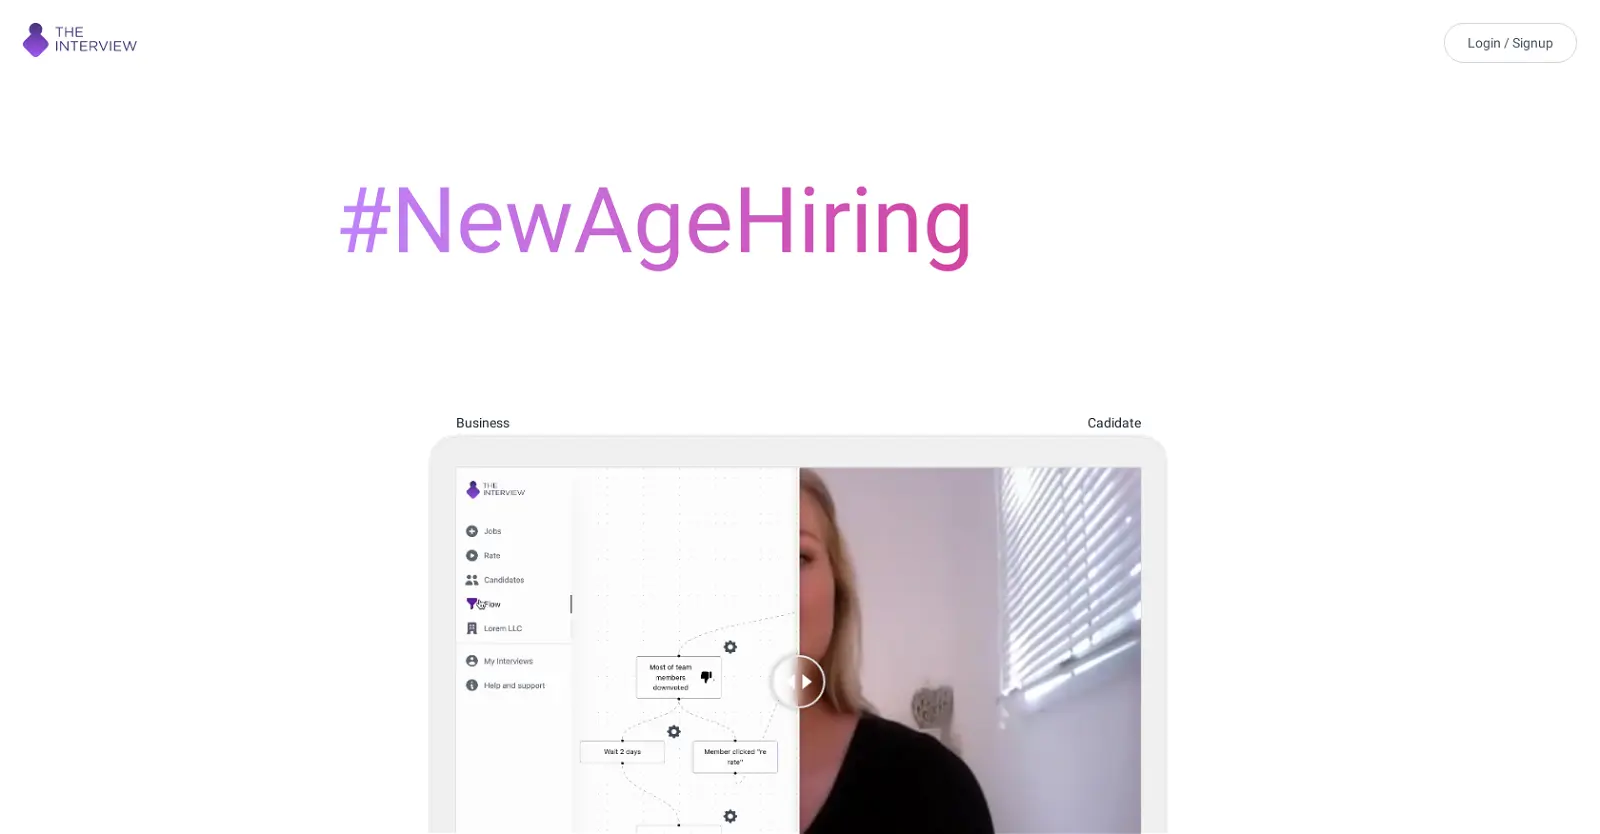 THE
INTERVIEW
Login / Signup
#NewAgeHiring
Business
Cadidate
THE
INTERVIEW
Jobs
Rate
Candidates
Flow
Lorem LLC
My Interviews
Help and support
Most of team
members
downvoted
Wait 2 days
Member clicked "re
rate"